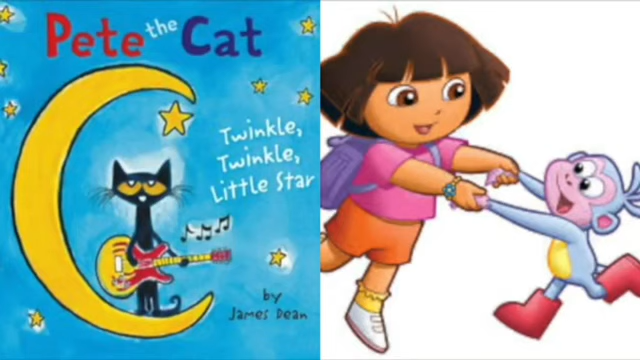 Pete the Cat
Twinkle,
Twinkle,
Little Star
by
James Dean